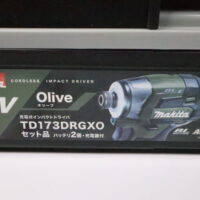 CORDLESS IMPACT DRIVER
V
Olive
オリーブ
充電式インパクトドライバ
TD173DRGXO
セット品 バッテリ2個・充電器付
makita
BL